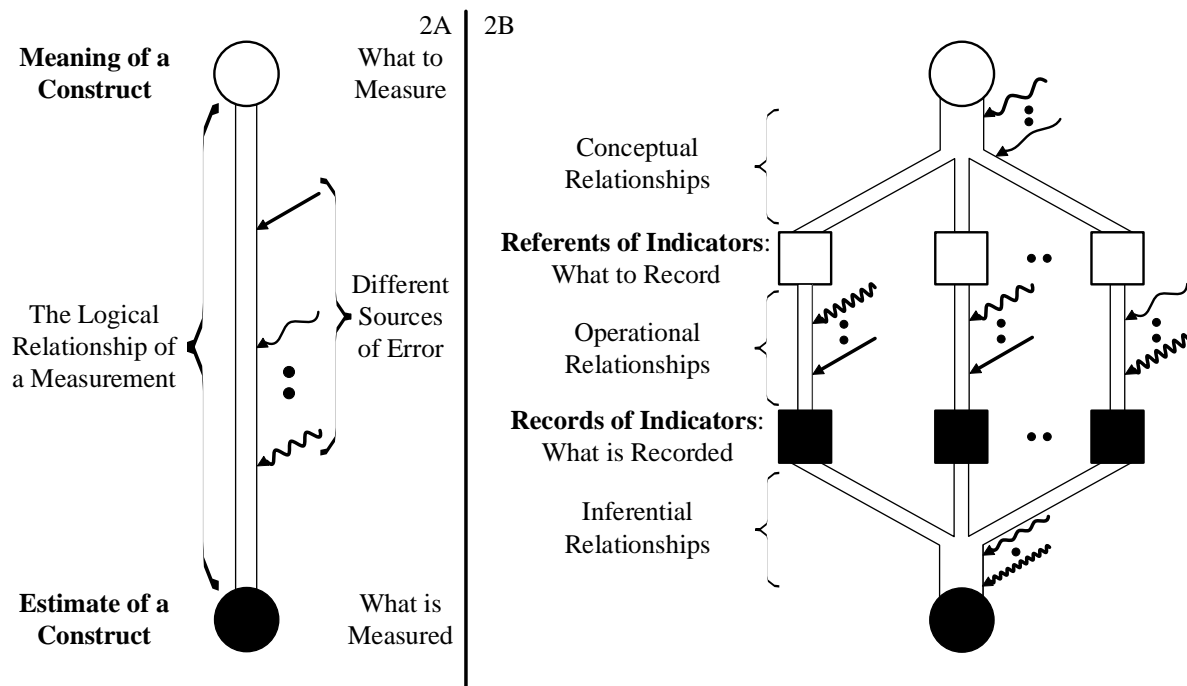 2A
Meaning of a
Construct
What to
Measure
The Logical
Relationship of
a Measurement
Different
Sources
of Error
Estimate of a
Construct
What is
Measured
2B
Conceptual
Relationships
Referents of Indicators:
What to Record
Operational
Relationships
Records of Indicators:
What is Recorded
Inferential
Relationships